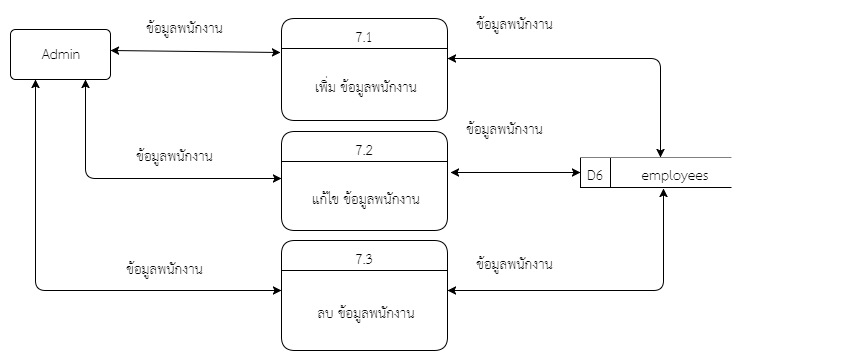 ข้อมูลพนักงาน
ข้อมูลพนักงาน
Admin
7.1
เพิ่ม ข้อมูลพนักงาน
ข้อมูลพนักงาน
ข้อมูลพนักงาน
7.2
แก้ไข ข้อมูลพนักงาน
D6
employees
ข้อมูลพนักงาน
ข้อมูลพนักงาน
7.3
ลบ ข้อมูลพนักงาน